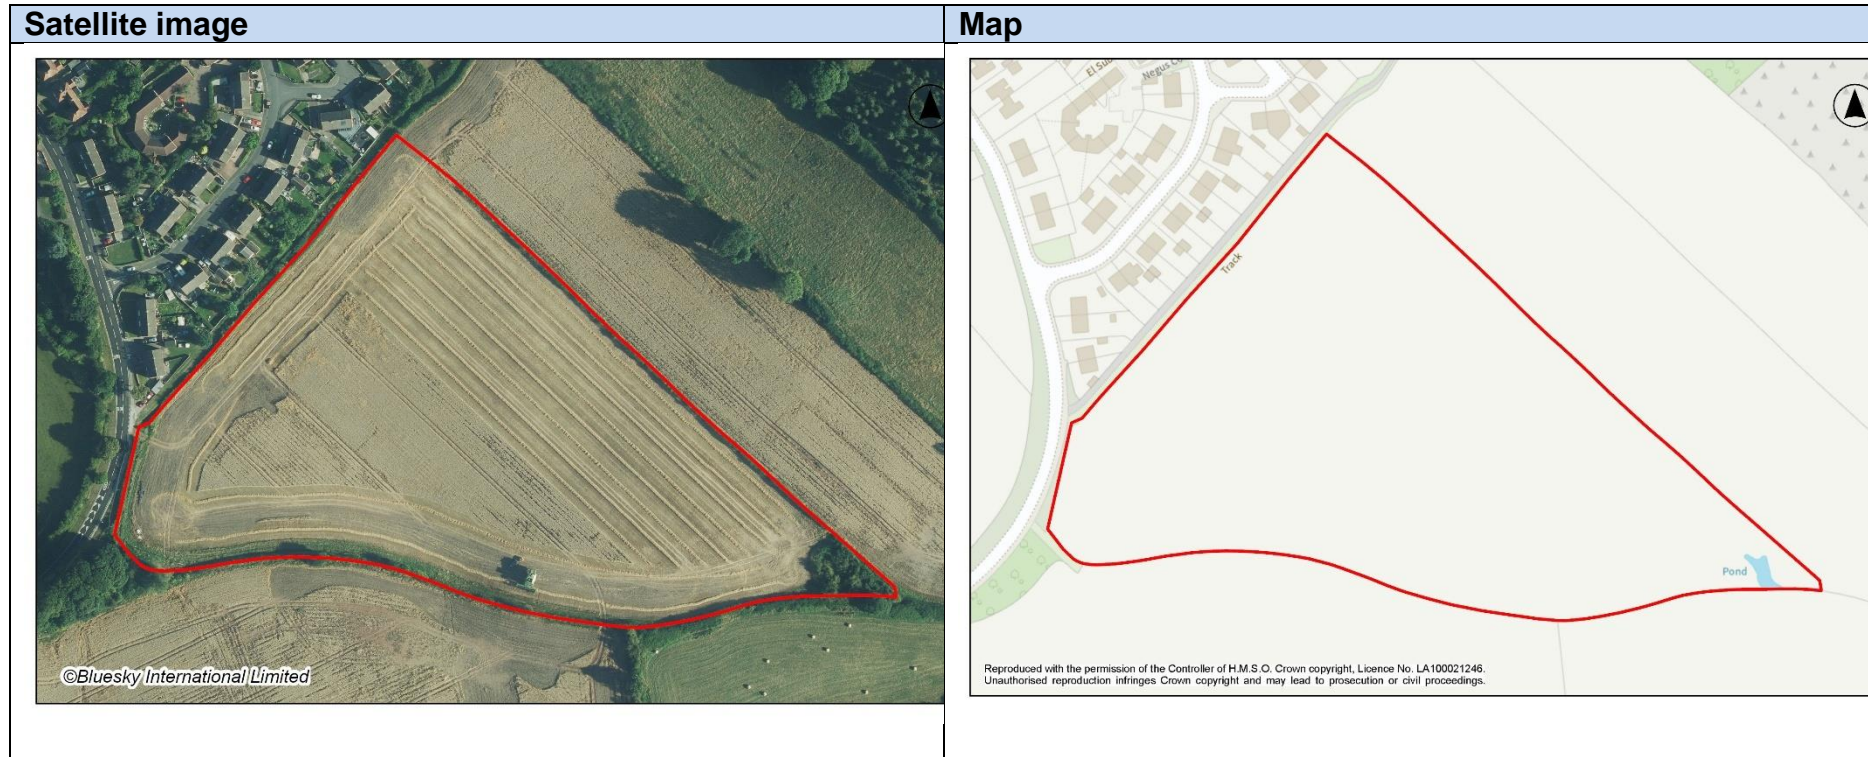 Satellite image
Map
©Bluesky International Limited
Negus
Track
Pond
Reproduced with the permission of the Controller of H.M.S.O. Crown copyright, Licence No. LA100021246.
Unauthorised reproduction infringes Crown copyright and may lead to prosecution or civil proceedings.